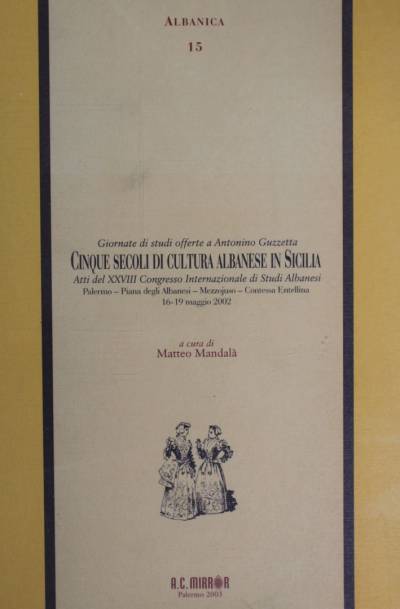 ALBANICA
15
Giornate di studi offerte a Antonino Guzzetta
CINQUE SECOLI DI CULTURA ALBANESE IN SICILIA
Atti del XXVIII Congresso Internazionale di Studi Albanesi
Palermo – Piana degli Albanesi – Mezzojuso – Contessa Entellina
16-19 maggio 2002
a cura di
Matteo Mandalà
A.C. MIRROR
Palermo 2003